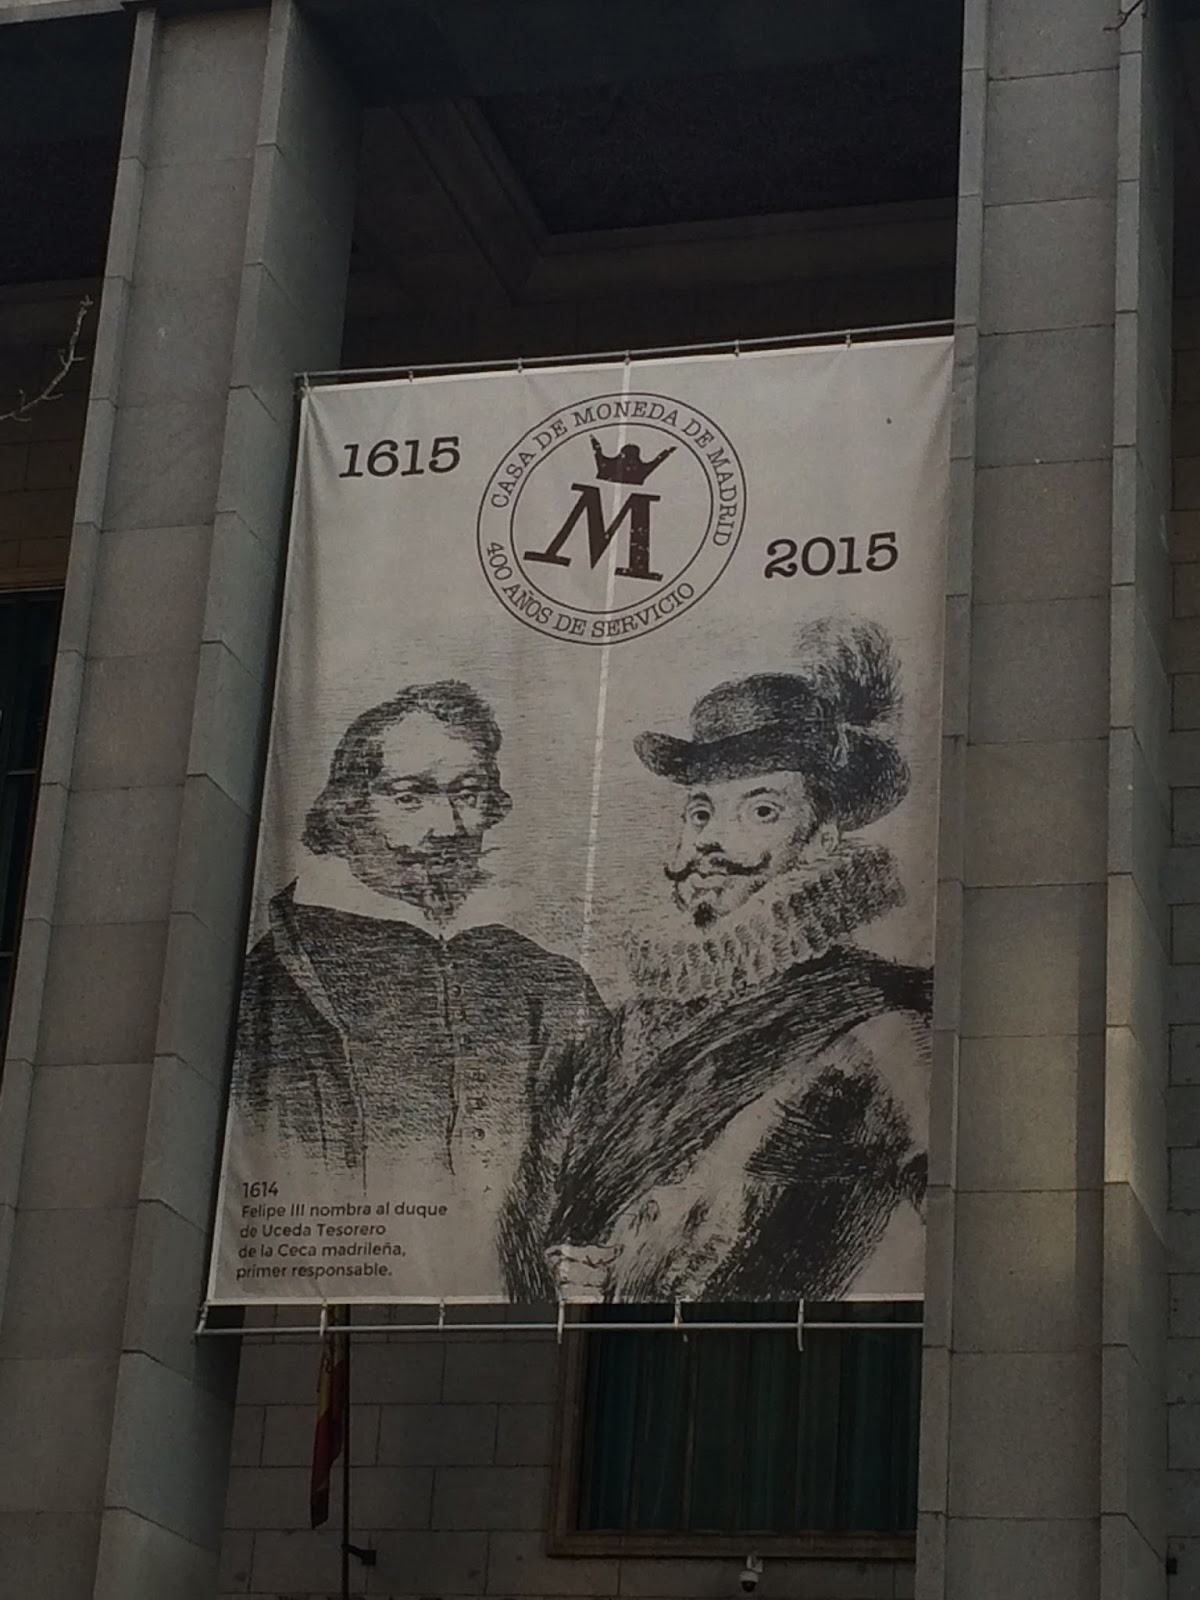 1615
CASA DE MONEDA DE MADRID
M
400 AÑOS DE SERVICIO
2015
1614
Felipe III nombra al duque
de Uceda Tesorero
de la Ceca madrileña,
primer responsable.